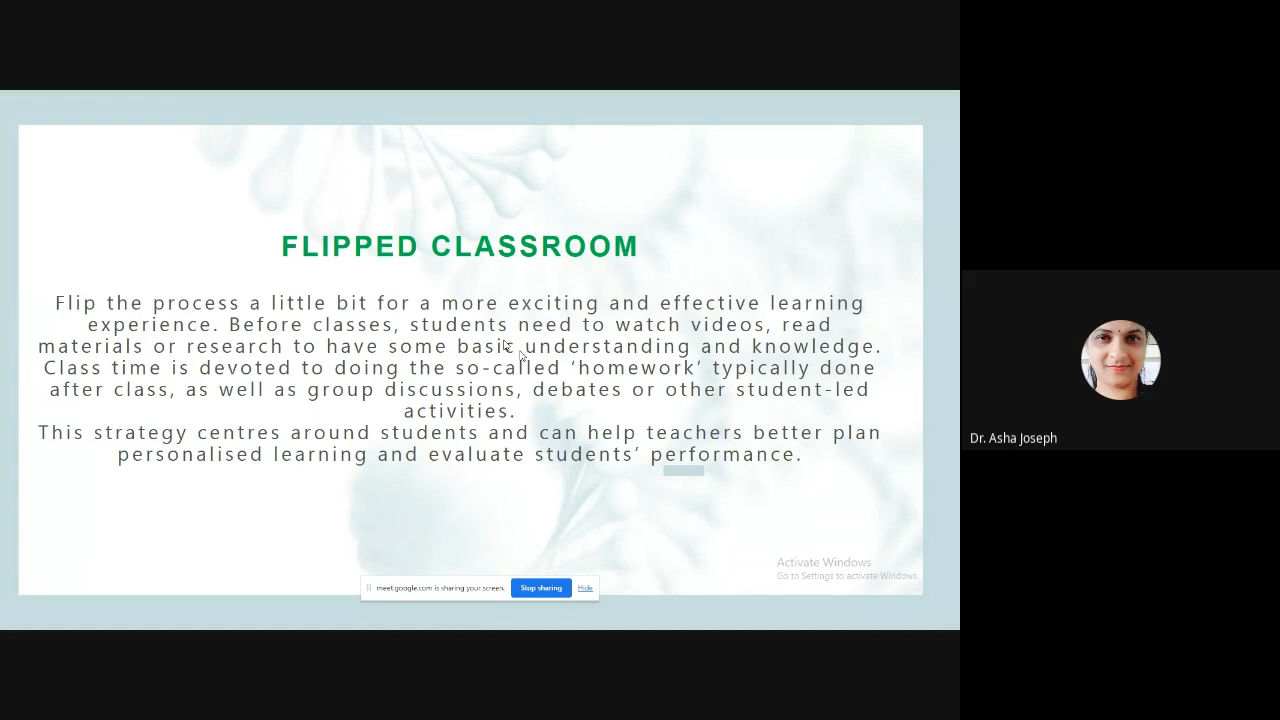 FLIPPED CLASSROOM
Flip the process a little bit for a more exciting and effective learning
experience. Before classes, students need to watch videos, read
materials or research to have some basic understanding and knowledge.
Class time is devoted to doing the so-called ‘homework’ typically done
after class, as well as group discussions, debates or other student-led
activities.
This strategy centres around students and can help teachers better plan
personalised learning and evaluate students’ performance.
Activate Windows
Go to Settings to activate Windows.
meet.google.com is sharing your screen.
Stop sharing
Hide
Dr. Asha Joseph